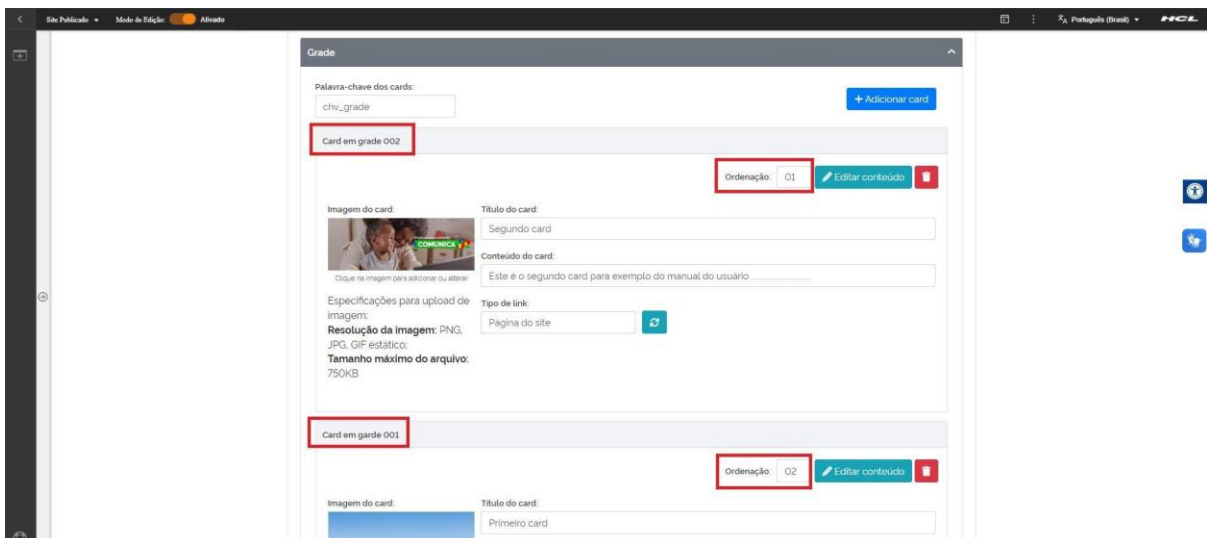 Site Publicado
Modo de Edição:
Ativado
Português (Brasil)
HCL
Grade
Palavra-chave dos cards:
chv_grade
+ Adicionar card
Card em grade 002
Ordenação: 01
Editar conteúdo
Imagem do card:
COMUNICA
Clique na imagem para adicionar ou alterar
Especificações para upload de
imagem:
Resolução da imagem: PNG,
JPG, GIF estático;
Tamanho máximo do arquivo:
750KB
Título do card:
Segundo card
Conteúdo do card:
Este é o segundo card para exemplo do manual do usuário ........................
Tipo de link:
Página do site
Card em garde 001
Ordenação: 02
Editar conteúdo
Imagem do card:
Título do card:
Primeiro card